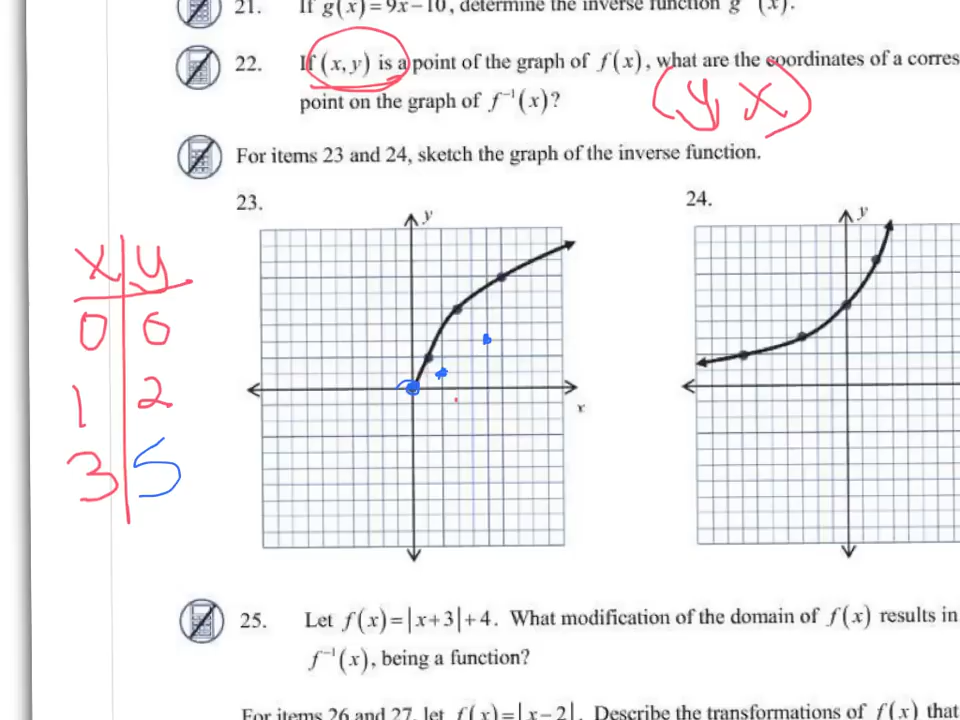 21. If g(x)=9x−10, determine the inverse function g (x).
22. If (x,y) is a point of the graph of f(x), what are the coordinates of a corres
point on the graph of f⁻¹(x)?
(y x)
For items 23 and 24, sketch the graph of the inverse function.
23.
24.
y
y
x y
0 0
1 2
3 5
x
25. Let f(x)=|x+3|+4. What modification of the domain of f(x) results in
f⁻¹(x), being a function?
For items 26 and 27, let f(x)=|x−2|. Describe the transformations of f(x) that